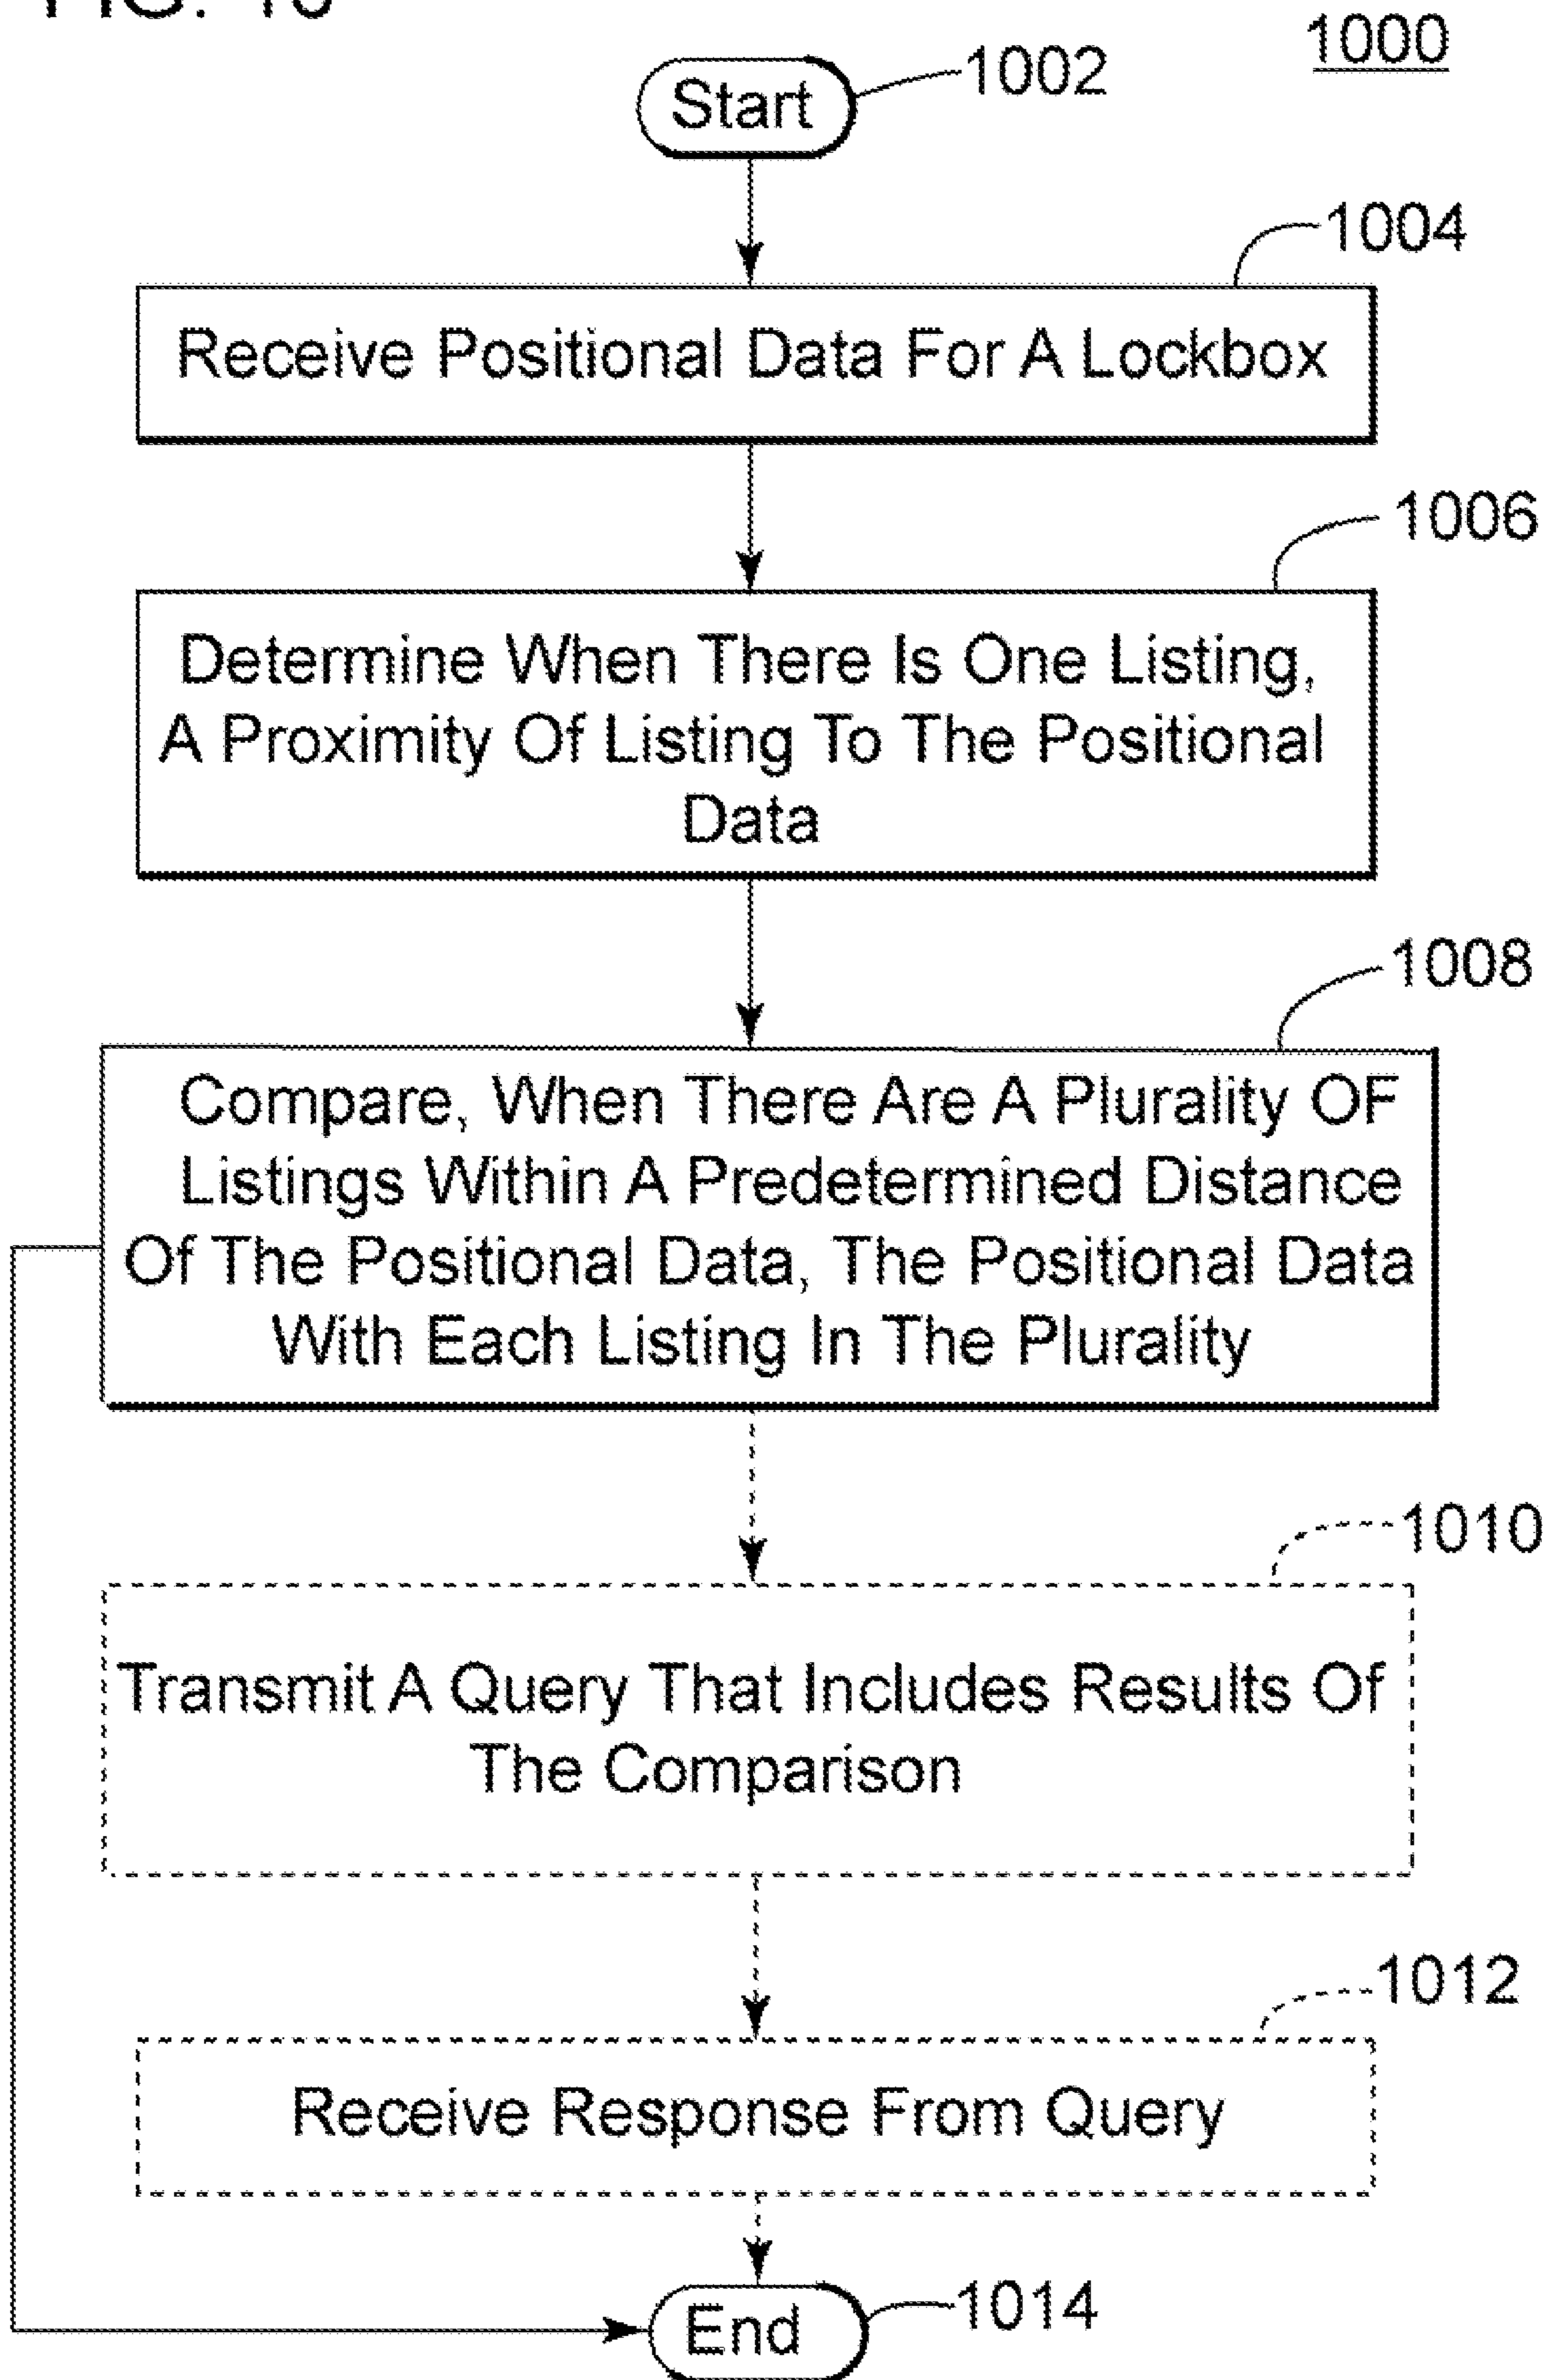 1000
Start
1002
1004
Receive Positional Data For A Lockbox
1006
Determine When There Is One Listing,
A Proximity Of Listing To The Positional
Data
1008
Compare, When There Are A Plurality OF
Listings Within A Predetermined Distance
Of The Positional Data, The Positional Data
With Each Listing In The Plurality
1010
Transmit A Query That Includes Results Of
The Comparison
1012
Receive Response From Query
End
1014